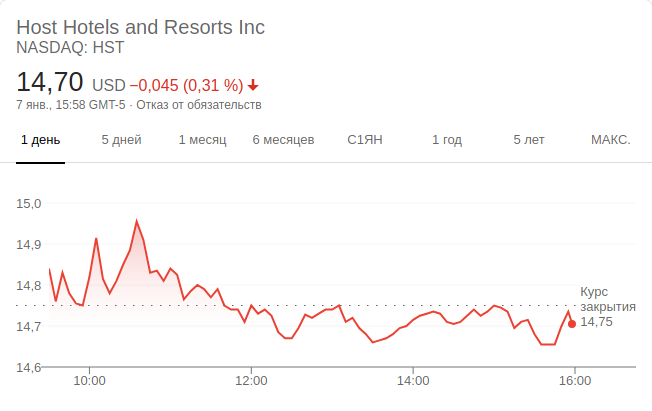 Host Hotels and Resorts Inc
NASDAQ: HST
14,70 USD −0,045 (0,31 %)
7 янв., 15:58 GMT-5 · Отказ от обязательств
1 день 5 дней 1 месяц 6 месяцев С1ЯН 1 год 5 лет МАКС.
15,0
14,9
14,8
Курс
закрытия
14,75
14,7
14,6
10:00 12:00 14:00 16:00